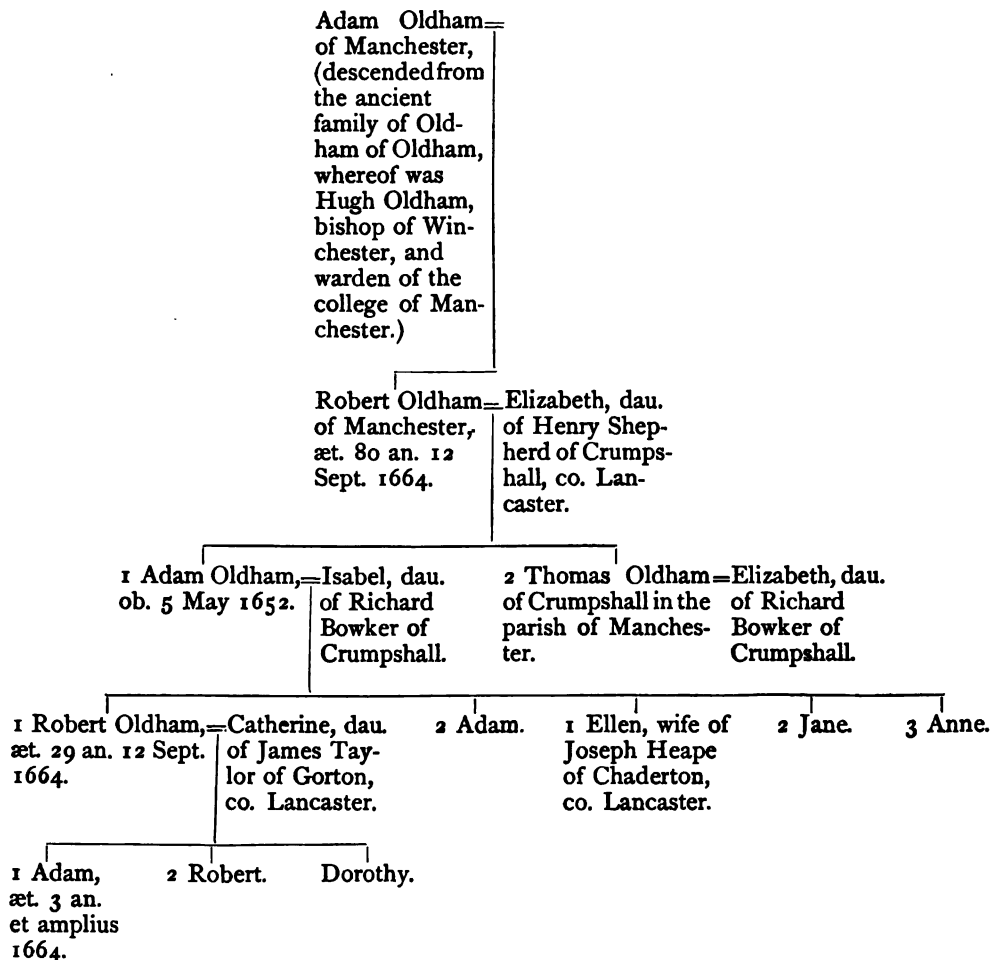 Adam Oldham=
of Manchester,
(descended from
the ancient
family of Old-
ham of Oldham,
whereof was
Hugh Oldham,
bishop of Win-
chester, and
warden of the
college of Man-
chester.)
Robert Oldham=
of Manchester,
æt. 80 an. 12
Sept. 1664.
Elizabeth, dau.
of Henry Shep-
herd of Crumps-
hall, co. Lan-
caster.
1 Adam Oldham,=
ob. 5 May 1652.
Isabel, dau.
of Richard
Bowker of
Crumpshall.
2 Thomas Oldham=
of Crumpshall in the
parish of Manches-
ter.
Elizabeth, dau.
of Richard
Bowker of
Crumpshall.
1 Robert Oldham,=
æt. 29 an. 12 Sept.
1664.
Catherine, dau.
of James Tay-
lor of Gorton,
co. Lancaster.
2 Adam.
1 Ellen, wife of
Joseph Heape
of Chaderton,
co. Lancaster.
2 Jane.
3 Anne.
1 Adam,
æt. 3 an.
et amplius
1664.
2 Robert.
Dorothy.